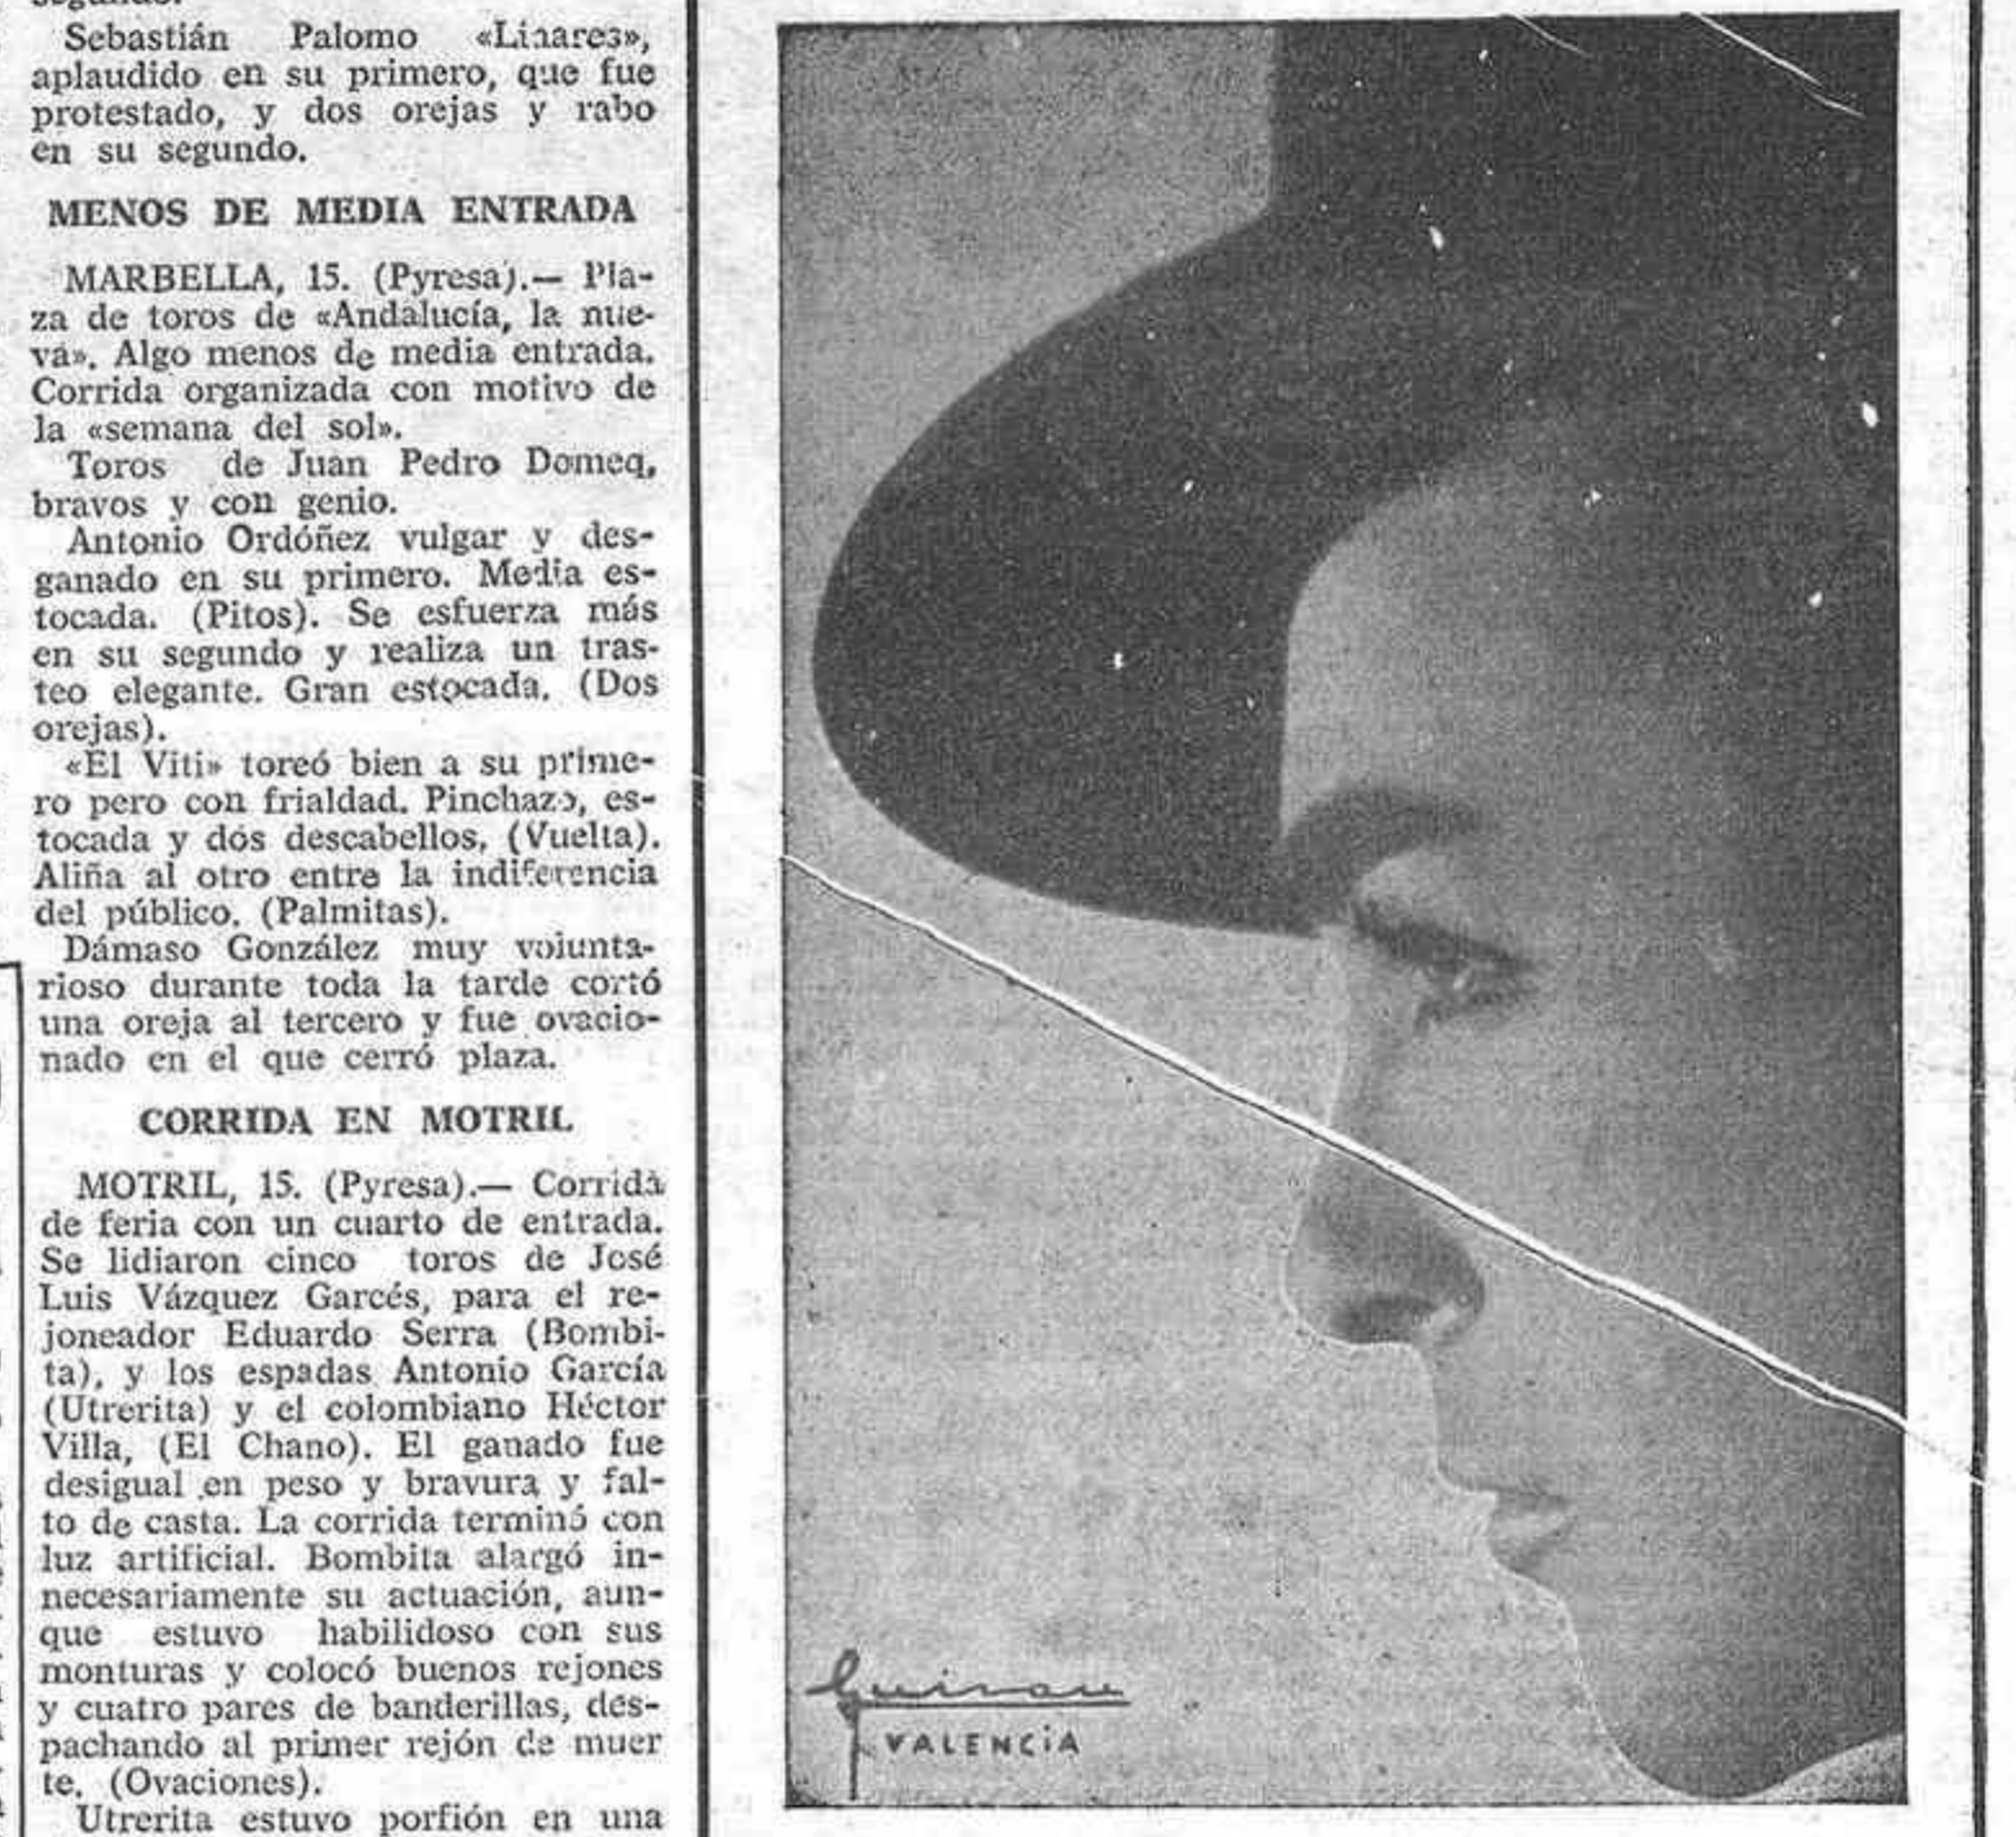 segundo.
Sebastián Palomo «Linares»,
aplaudido en su primero, que fue
protestado, y dos orejas y rabo
en su segundo.
MENOS DE MEDIA ENTRADA
MARBELLA, 15. (Pyresa).— Pla-
za de toros de «Andalucía, la nue-
va». Algo menos de media entrada.
Corrida organizada con motivo de
la «semana del sol».
Toros de Juan Pedro Domeq,
bravos y con genio.
Antonio Ordóñez vulgar y des-
ganado en su primero. Media es-
tocada. (Pitos). Se esfuerza más
en su segundo y realiza un tras-
teo elegante. Gran estocada. (Dos
orejas).
«El Viti» toreó bien a su prime-
ro pero con frialdad. Pinchazo, es-
tocada y dos descabellos. (Vuelta).
Aliña al otro entre la indiferencia
del público. (Palmitas).
Dámaso González muy volunta-
rioso durante toda la tarde cortó
una oreja al tercero y fue ovacio-
nado en el que cerró plaza.
CORRIDA EN MOTRIL
MOTRIL, 15. (Pyresa).— Corrida
de feria con un cuarto de entrada.
Se lidiaron cinco toros de José
Luis Vázquez Garcés, para el re-
joneador Eduardo Serra (Bombi-
ta), y los espadas Antonio García
(Utrerita) y el colombiano Héctor
Villa, (El Chano). El ganado fue
desigual en peso y bravura y fal-
to de casta. La corrida terminó con
luz artificial. Bombita alargó in-
necesariamente su actuación, aun-
que estuvo habilidoso con sus
monturas y colocó buenos rejones
y cuatro pares de banderillas, des-
pachando al primer rejón de muer
te. (Ovaciones).
Utrerita estuvo porfión en una
VALENCiA